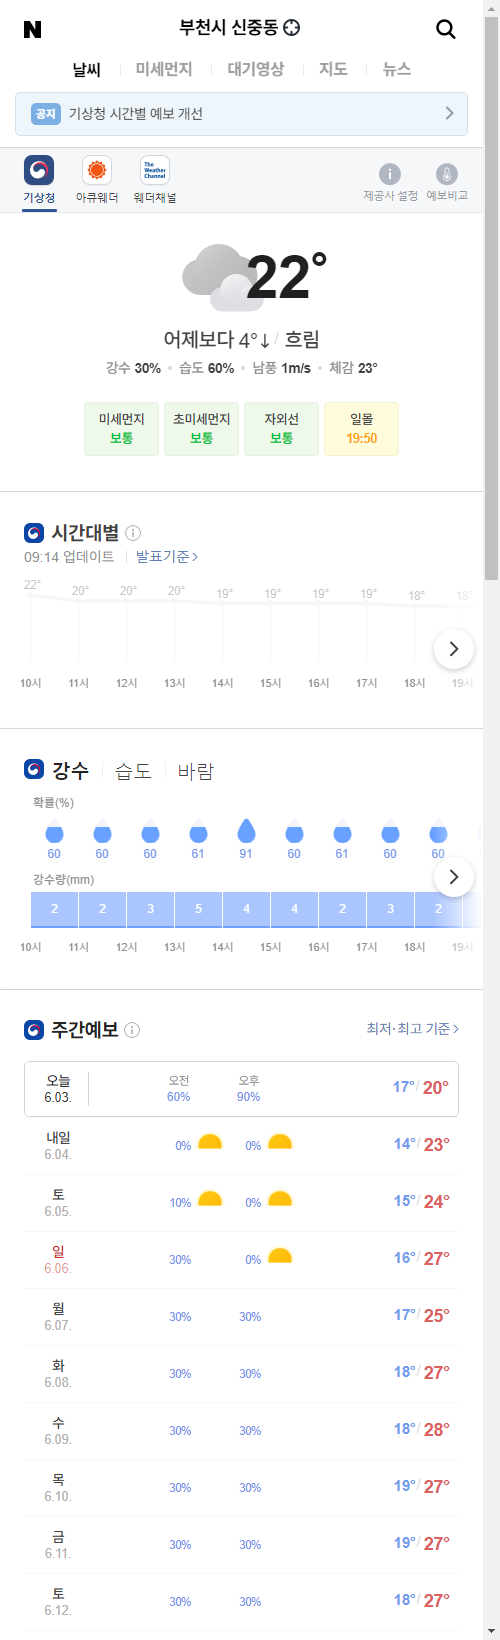 N
부천시 신중동
날씨 미세먼지 대기영상 지도 뉴스
공지 기상청 시간별 예보 개선
The Weather Channel
기상청 아큐웨더 웨더채널 제공사 설정 예보비교
22°
어제보다 4°↓ / 흐림
강수 30% • 습도 60% • 남풍 1m/s • 체감 23°
미세먼지 초미세먼지 자외선 일몰
보통 보통 보통 19:50
시간대별
09:14 업데이트 발표기준
22° 20° 20° 20° 19° 19° 19° 19° 18° 18°
10시 11시 12시 13시 14시 15시 16시 17시 18시 19시
강수 습도 바람
확률(%)
60 60 60 61 91 60 61 60 60
강수량(mm)
2 2 3 5 4 4 2 3 2
10시 11시 12시 13시 14시 15시 16시 17시 18시 19시
주간예보 최저·최고 기준
오늘 오전 오후
6.03. 60% 90% 17°/20°
내일
6.04. 0% 0% 14°/23°
토
6.05. 10% 0% 15°/24°
일
6.06. 30% 0% 16°/27°
월
6.07. 30% 30% 17°/25°
화
6.08. 30% 30% 18°/27°
수
6.09. 30% 30% 18°/28°
목
6.10. 30% 30% 19°/27°
금
6.11. 30% 30% 19°/27°
토
6.12. 30% 30% 18°/27°